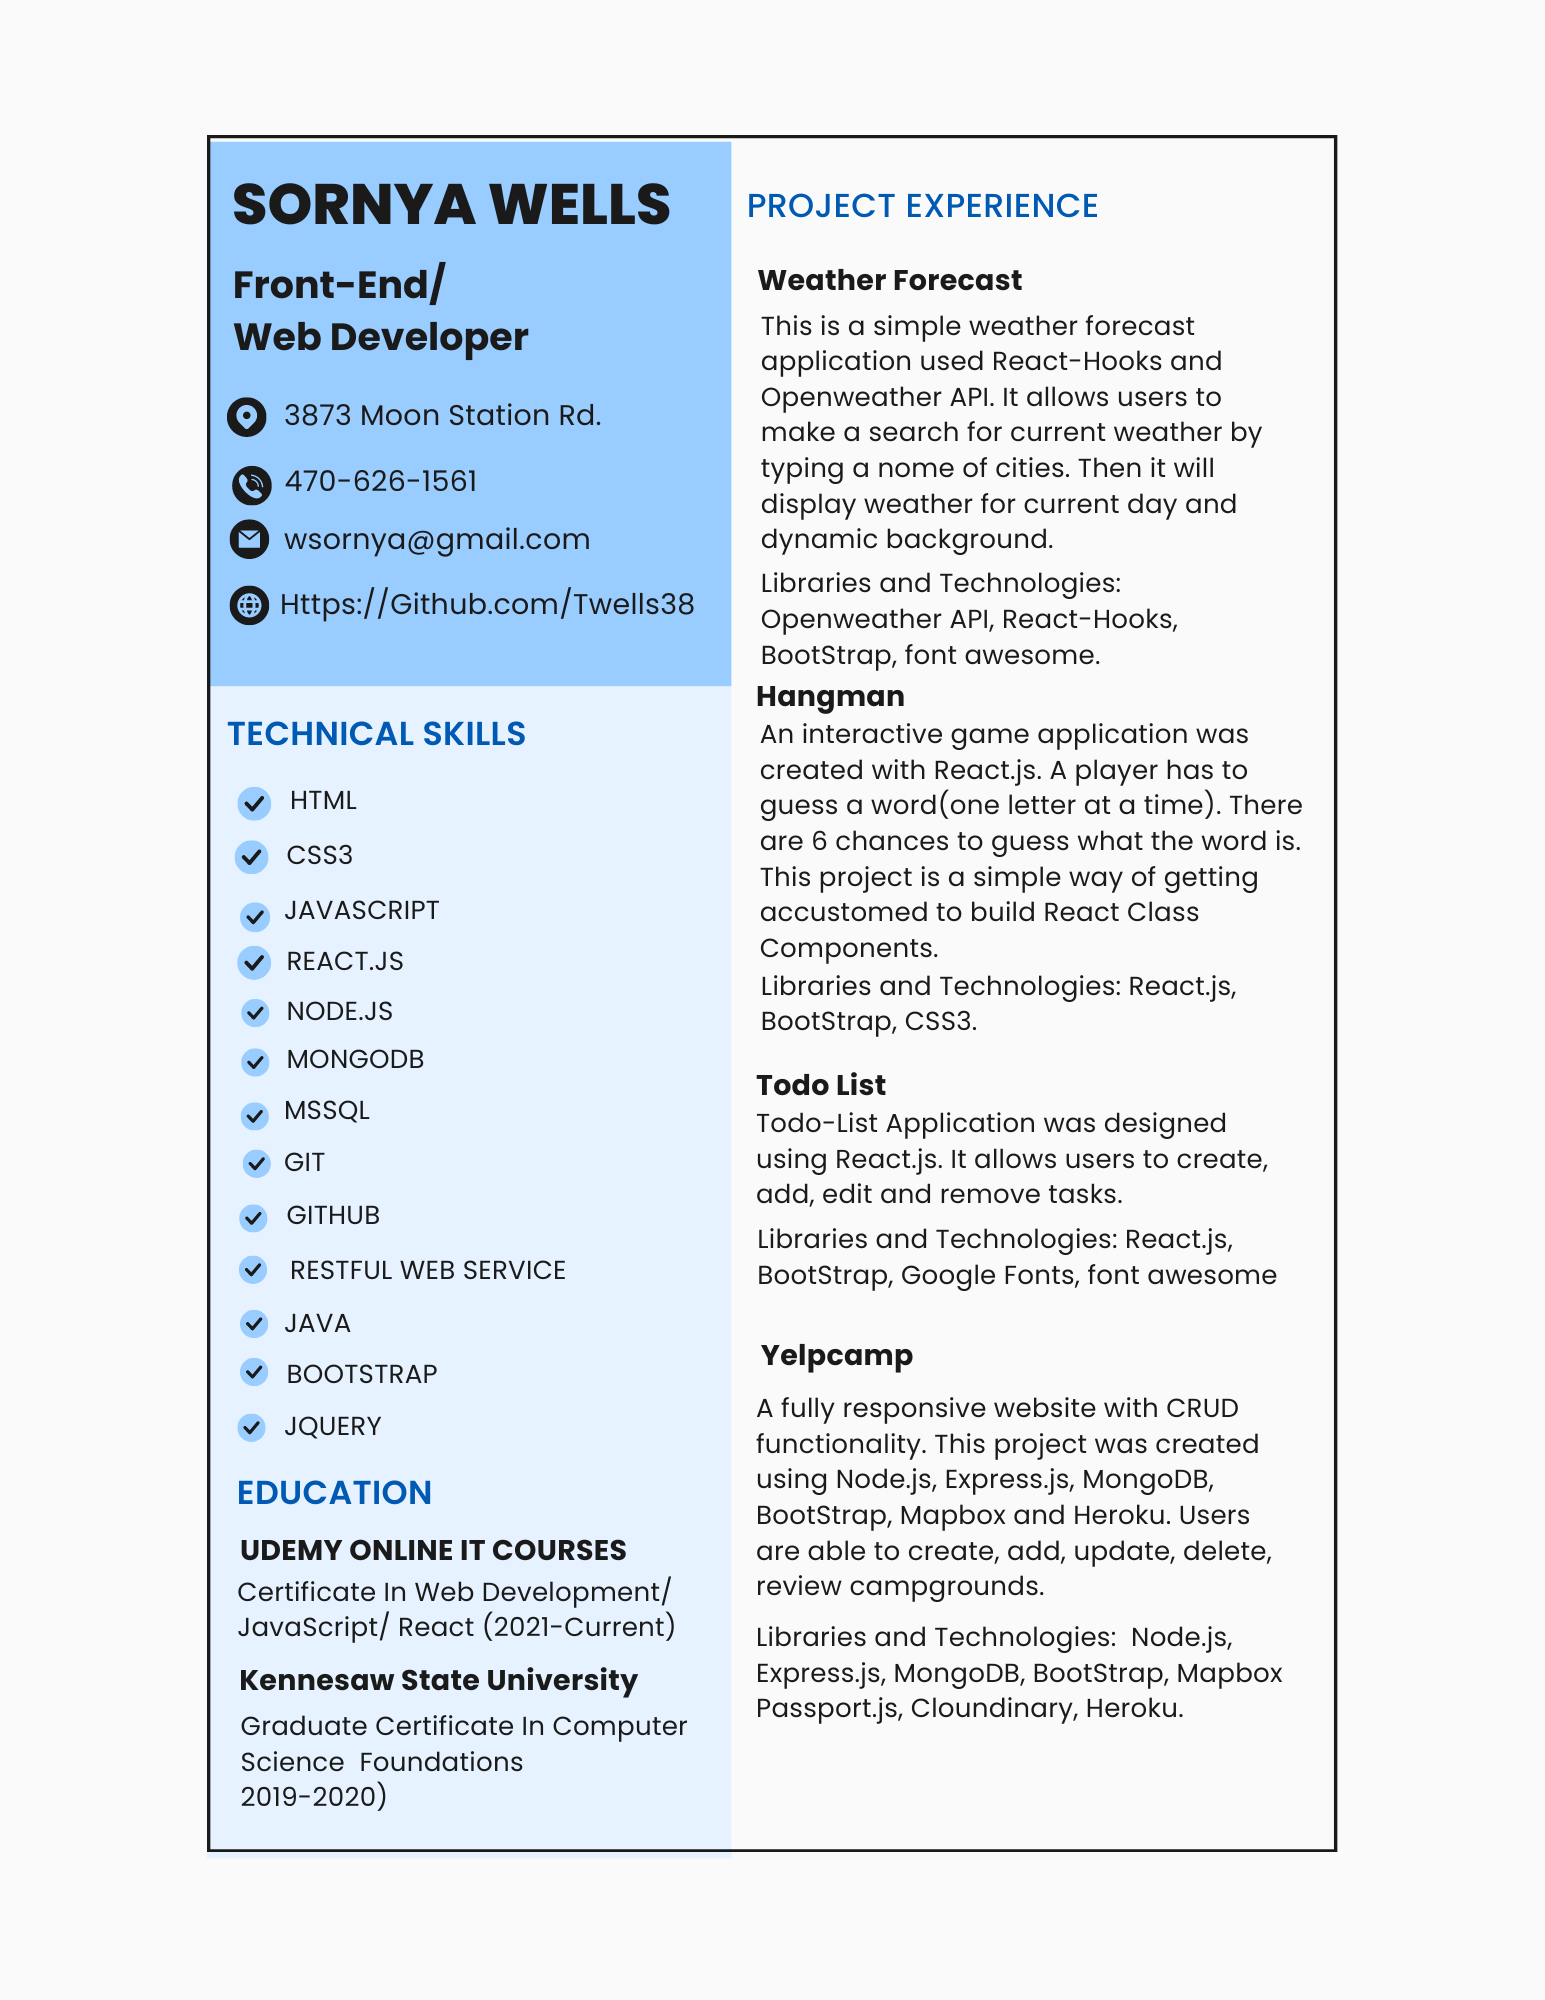 SORNYA WELLS
Front-End/
Web Developer
3873 Moon Station Rd.
470-626-1561
wsornya@gmail.com
Https://Github.com/Twells38
TECHNICAL SKILLS
HTML
CSS3
JAVASCRIPT
REACT.JS
NODE.JS
MONGODB
MSSQL
GIT
GITHUB
RESTFUL WEB SERVICE
JAVA
BOOTSTRAP
JQUERY
EDUCATION
UDEMY ONLINE IT COURSES
Certificate In Web Development/
JavaScript/ React (2021-Current)
Kennesaw State University
Graduate Certificate In Computer
Science  Foundations
2019-2020)
PROJECT EXPERIENCE
Weather Forecast
This is a simple weather forecast
application used React-Hooks and
Openweather API. It allows users to
make a search for current weather by
typing a nome of cities. Then it will
display weather for current day and
dynamic background.
Libraries and Technologies:
Openweather API, React-Hooks,
BootStrap, font awesome.
Hangman
An interactive game application was
created with React.js. A player has to
guess a word(one letter at a time). There
are 6 chances to guess what the word is.
This project is a simple way of getting
accustomed to build React Class
Components.
Libraries and Technologies: React.js,
BootStrap, CSS3.
Todo List
Todo-List Application was designed
using React.js. It allows users to create,
add, edit and remove tasks.
Libraries and Technologies: React.js,
BootStrap, Google Fonts, font awesome
Yelpcamp
A fully responsive website with CRUD
functionality. This project was created
using Node.js, Express.js, MongoDB,
BootStrap, Mapbox and Heroku. Users
are able to create, add, update, delete,
review campgrounds.
Libraries and Technologies:  Node.js,
Express.js, MongoDB, BootStrap, Mapbox
Passport.js, Cloundinary, Heroku.